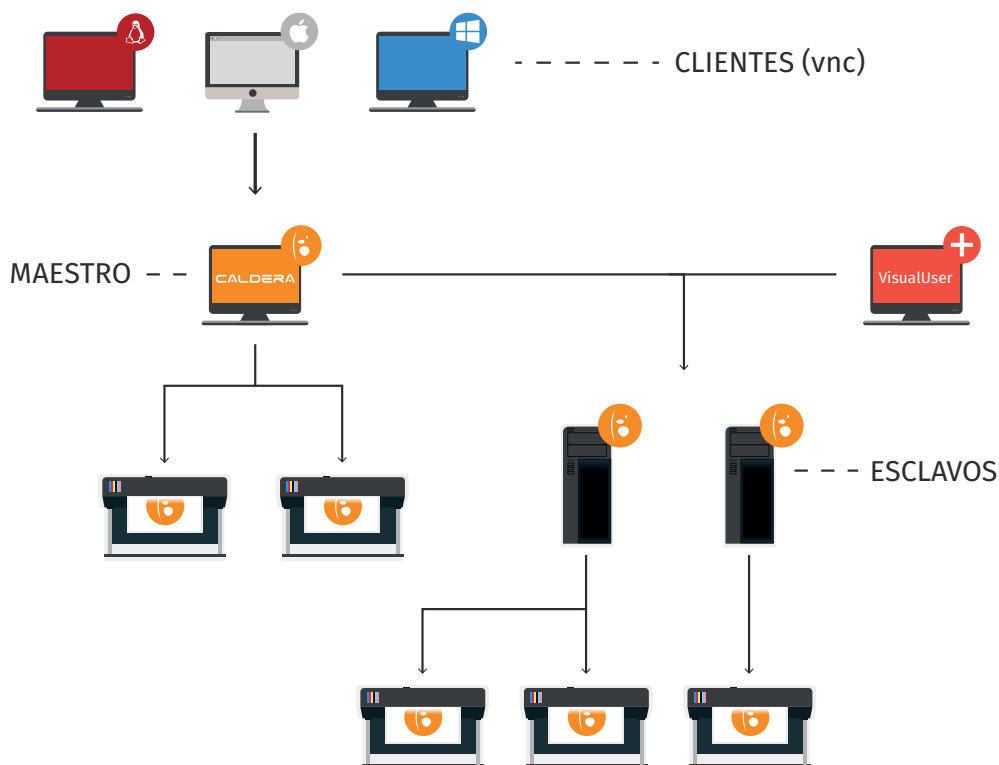 CLIENTES (vnc)
MAESTRO
CALDERA
VisualUser
ESCLAVOS